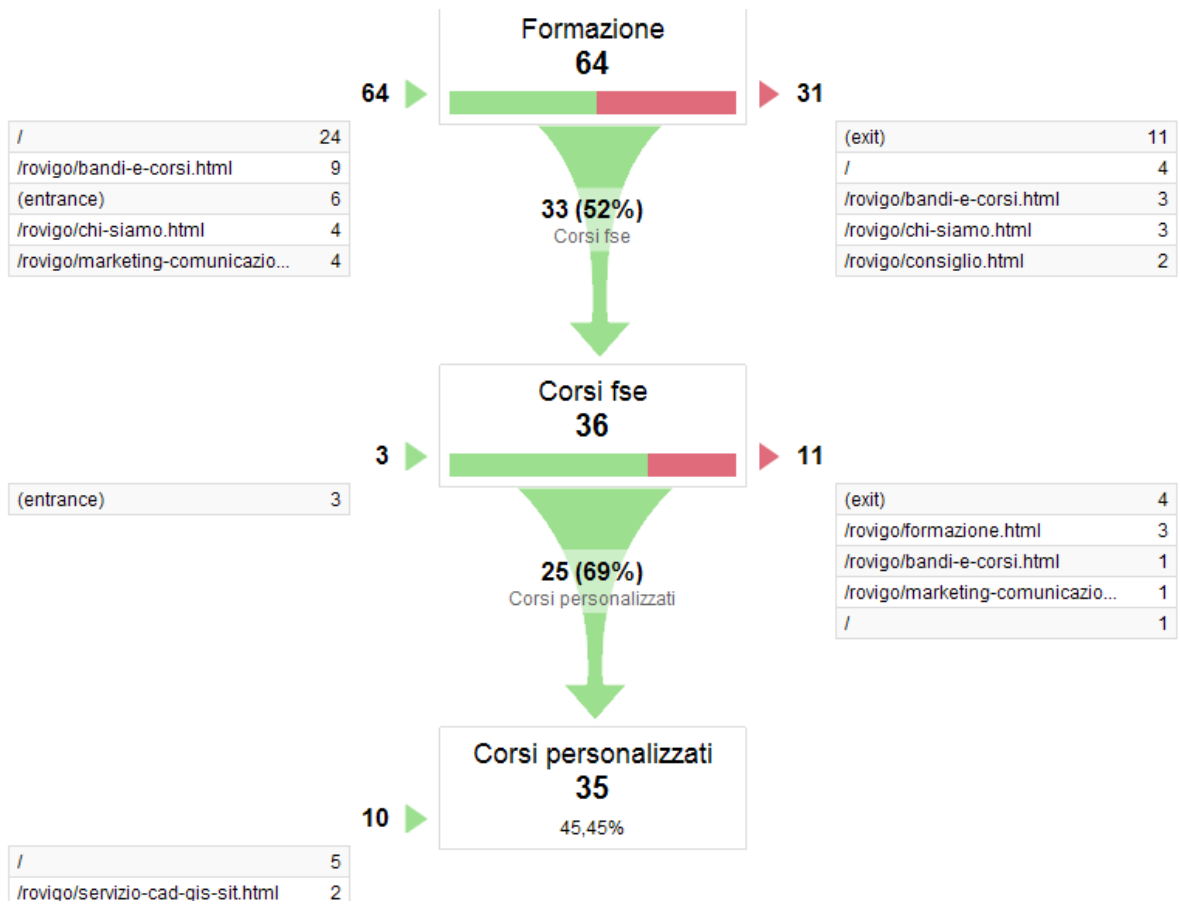 Formazione
64
64
31
/ 24
/rovigo/bandi-e-corsi.html 9
(entrance) 6
/rovigo/chi-siamo.html 4
/rovigo/marketing-comunicazio... 4
(exit) 11
/ 4
/rovigo/bandi-e-corsi.html 3
/rovigo/chi-siamo.html 3
/rovigo/consiglio.html 2
33 (52%)
Corsi fse
Corsi fse
36
3
11
(entrance) 3
(exit) 4
/rovigo/formazione.html 3
/rovigo/bandi-e-corsi.html 1
/rovigo/marketing-comunicazio... 1
/ 1
25 (69%)
Corsi personalizzati
Corsi personalizzati
35
45,45%
10
/ 5
/rovigo/servizio-cad-gis-sit.html 2